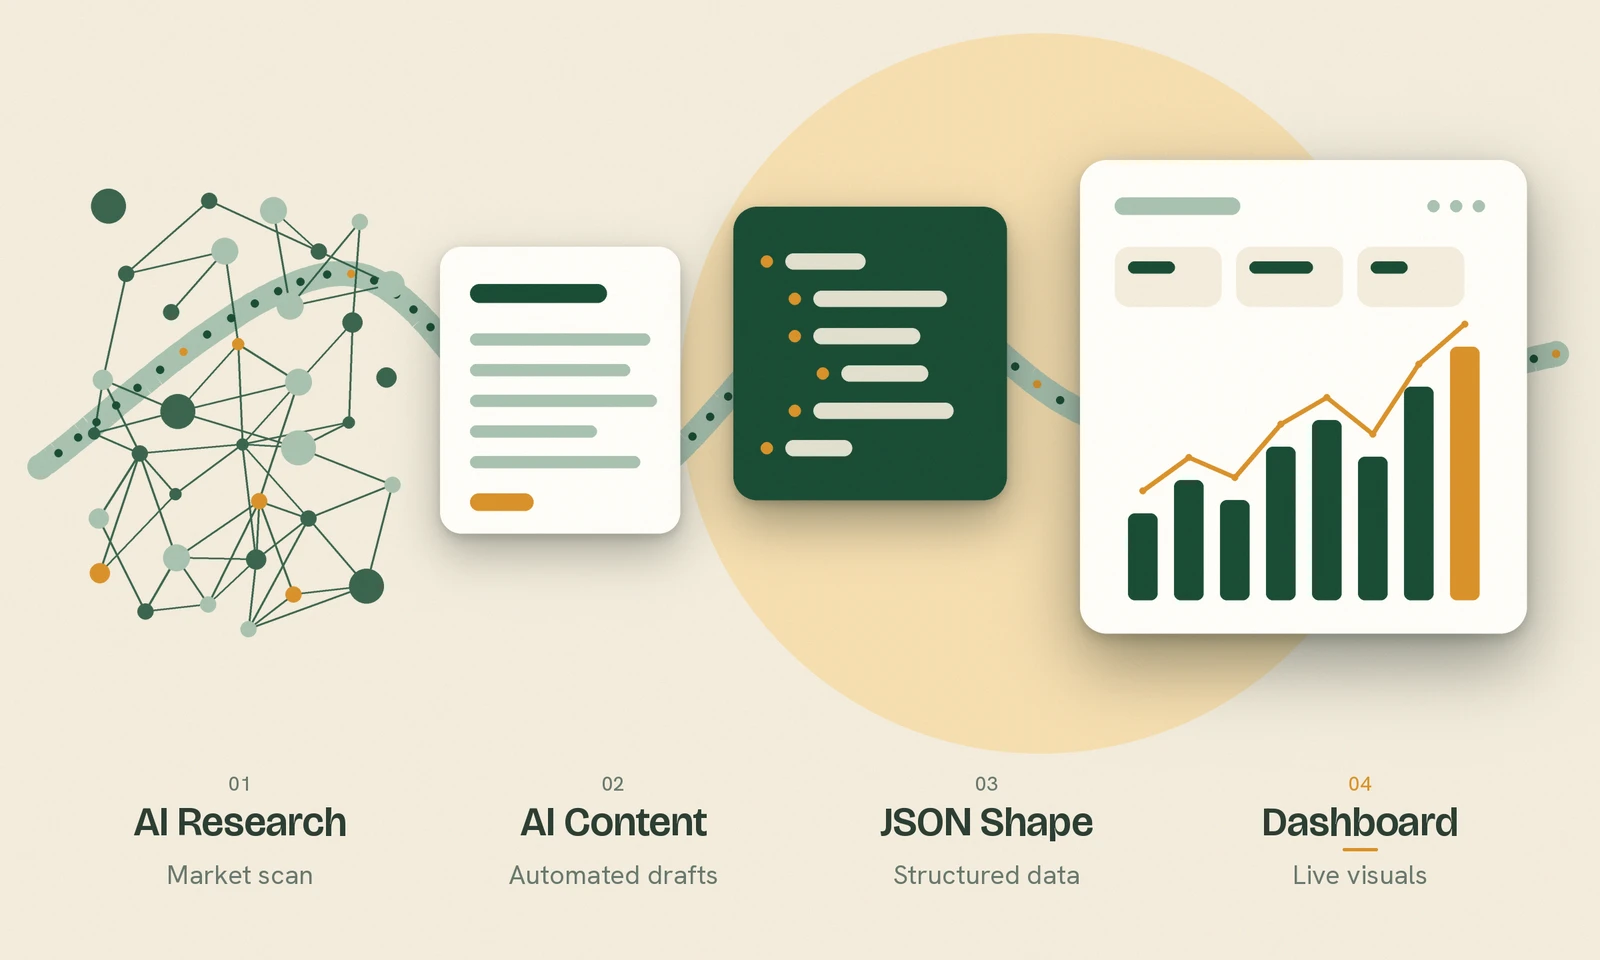 01
AI Research
Market scan
02
AI Content
Automated drafts
03
JSON Shape
Structured data
04
Dashboard
Live visuals